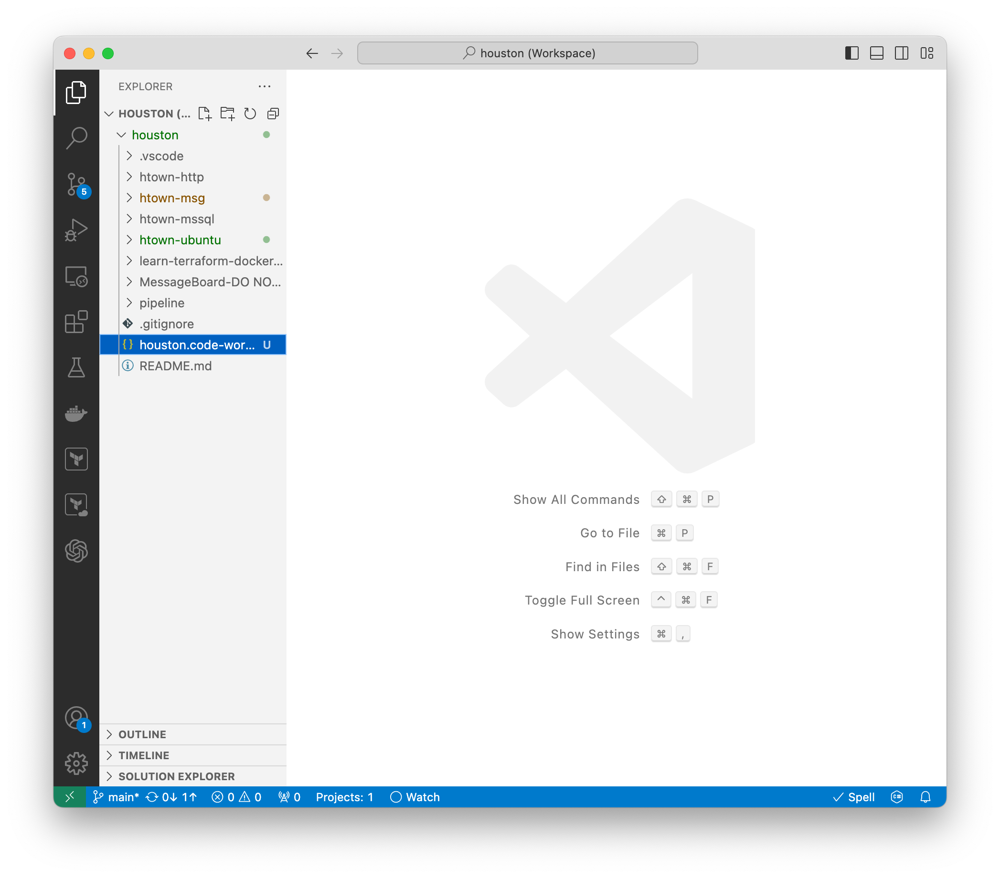 houston (Workspace)
EXPLORER
HOUSTON (...
houston
.vscode
htown-http
htown-msg
htown-mssql
htown-ubuntu
learn-terraform-docker...
MessageBoard-DO NO...
pipeline
.gitignore
houston.code-wor... U
README.md
5
1
Show All Commands ⇧ ⌘ P
Go to File ⌘ P
Find in Files ⇧ ⌘ F
Toggle Full Screen ^ ⌘ F
Show Settings ⌘ ,
OUTLINE
TIMELINE
SOLUTION EXPLORER
main* 0↓ 1↑ 0 0 0 Projects: 1 Watch Spell C#